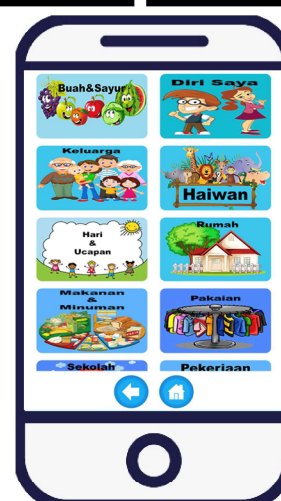 Buah&Sayur
Diri Saya
Keluarga
Haiwan
Hari
&
Ucapan
Rumah
Makanan
&
Minuman
Pakaian
Sekolah
Pekerjaan